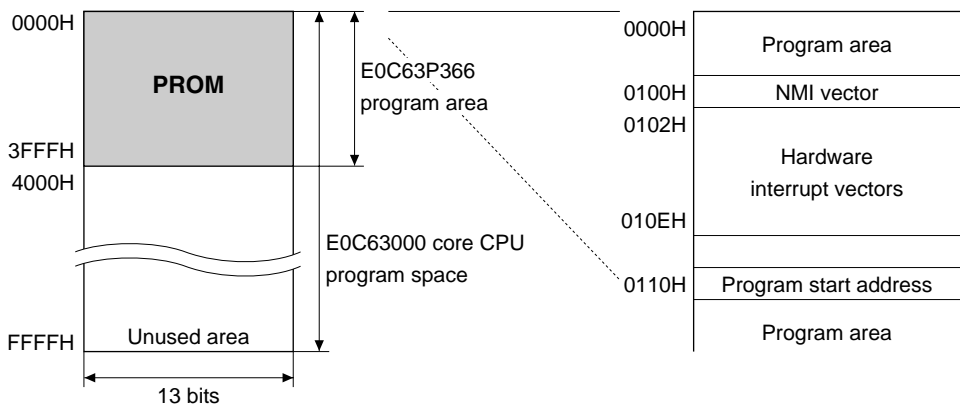 0000H
PROM
3FFFH
4000H
FFFFH
Unused area
13 bits
E0C63P366
program area
E0C63000 core CPU
program space
0000H
Program area
0100H
NMI vector
0102H
Hardware
interrupt vectors
010EH
0110H
Program start address
Program area